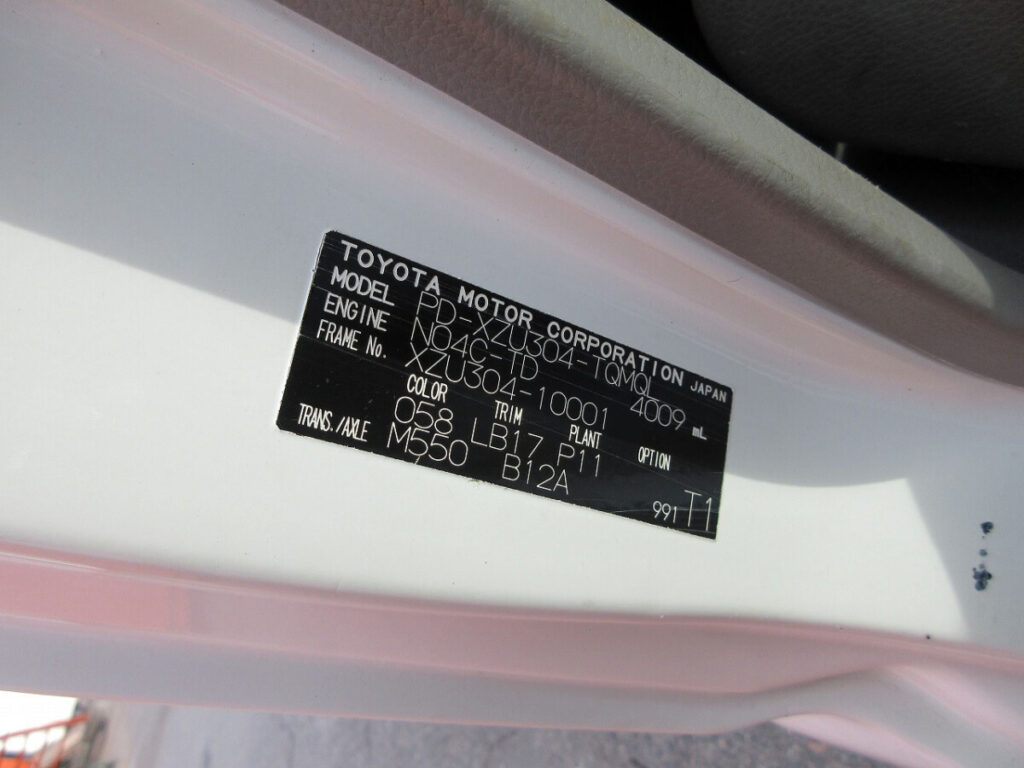 TOYOTA MOTOR CORPORATION JAPAN
MODEL PD-XZU304-TQMQL
ENGINE N04C-TD 4009 mL
FRAME No. XZU304-10001
COLOR TRIM PLANT OPTION
058 LB17 P11
TRANS./AXLE M550 B12A
991 T1